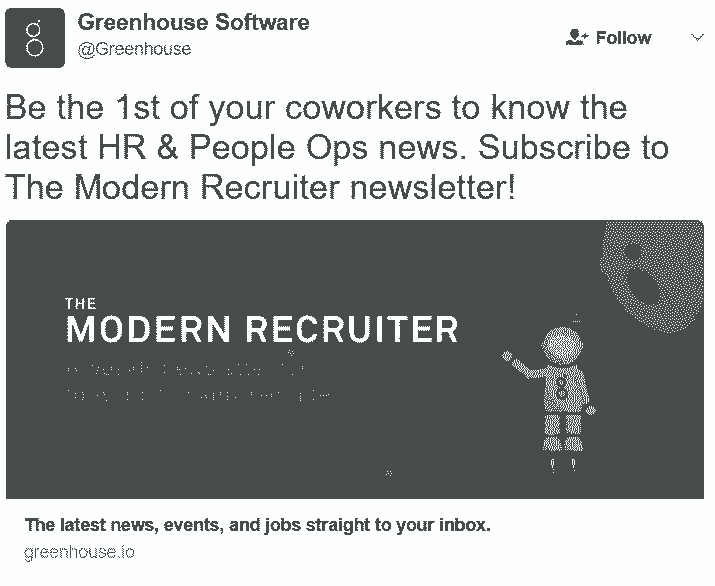 Greenhouse Software
@Greenhouse
Follow
Be the 1st of your coworkers to know the
latest HR & People Ops news. Subscribe to
The Modern Recruiter newsletter!
THE
MODERN RECRUITER
The latest news, events, and jobs straight to your inbox.
greenhouse.io